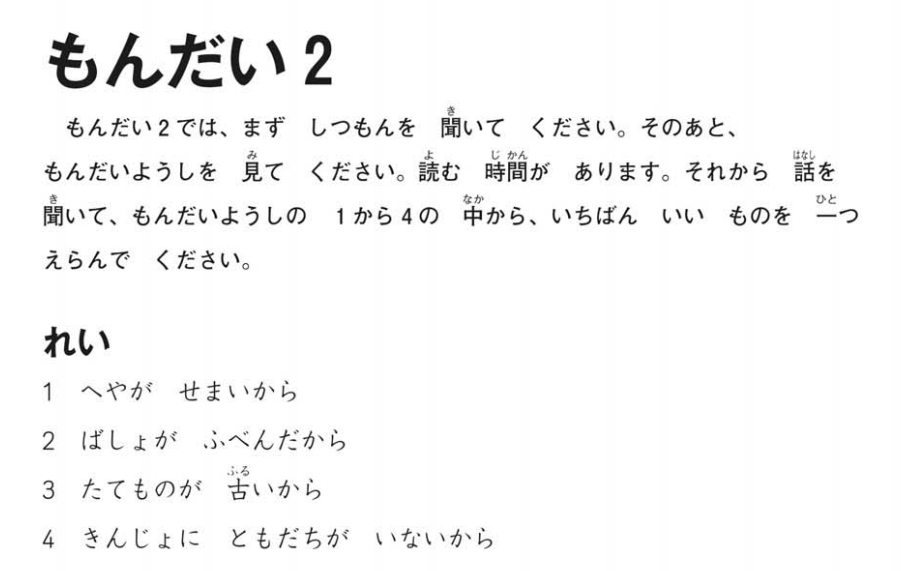 もんだい2
もんだい2では、まず しつもんを 聞いて ください。そのあと、
もんだいようしを 見て ください。読む 時間が あります。それから 話を
聞いて、もんだいようしの 1から4の 中から、いちばん いい ものを 一つ
えらんで ください。
れい
1 へやが せまいから
2 ばしょが ふべんだから
3 たてものが 古いから
4 きんじょに ともだちが いないから